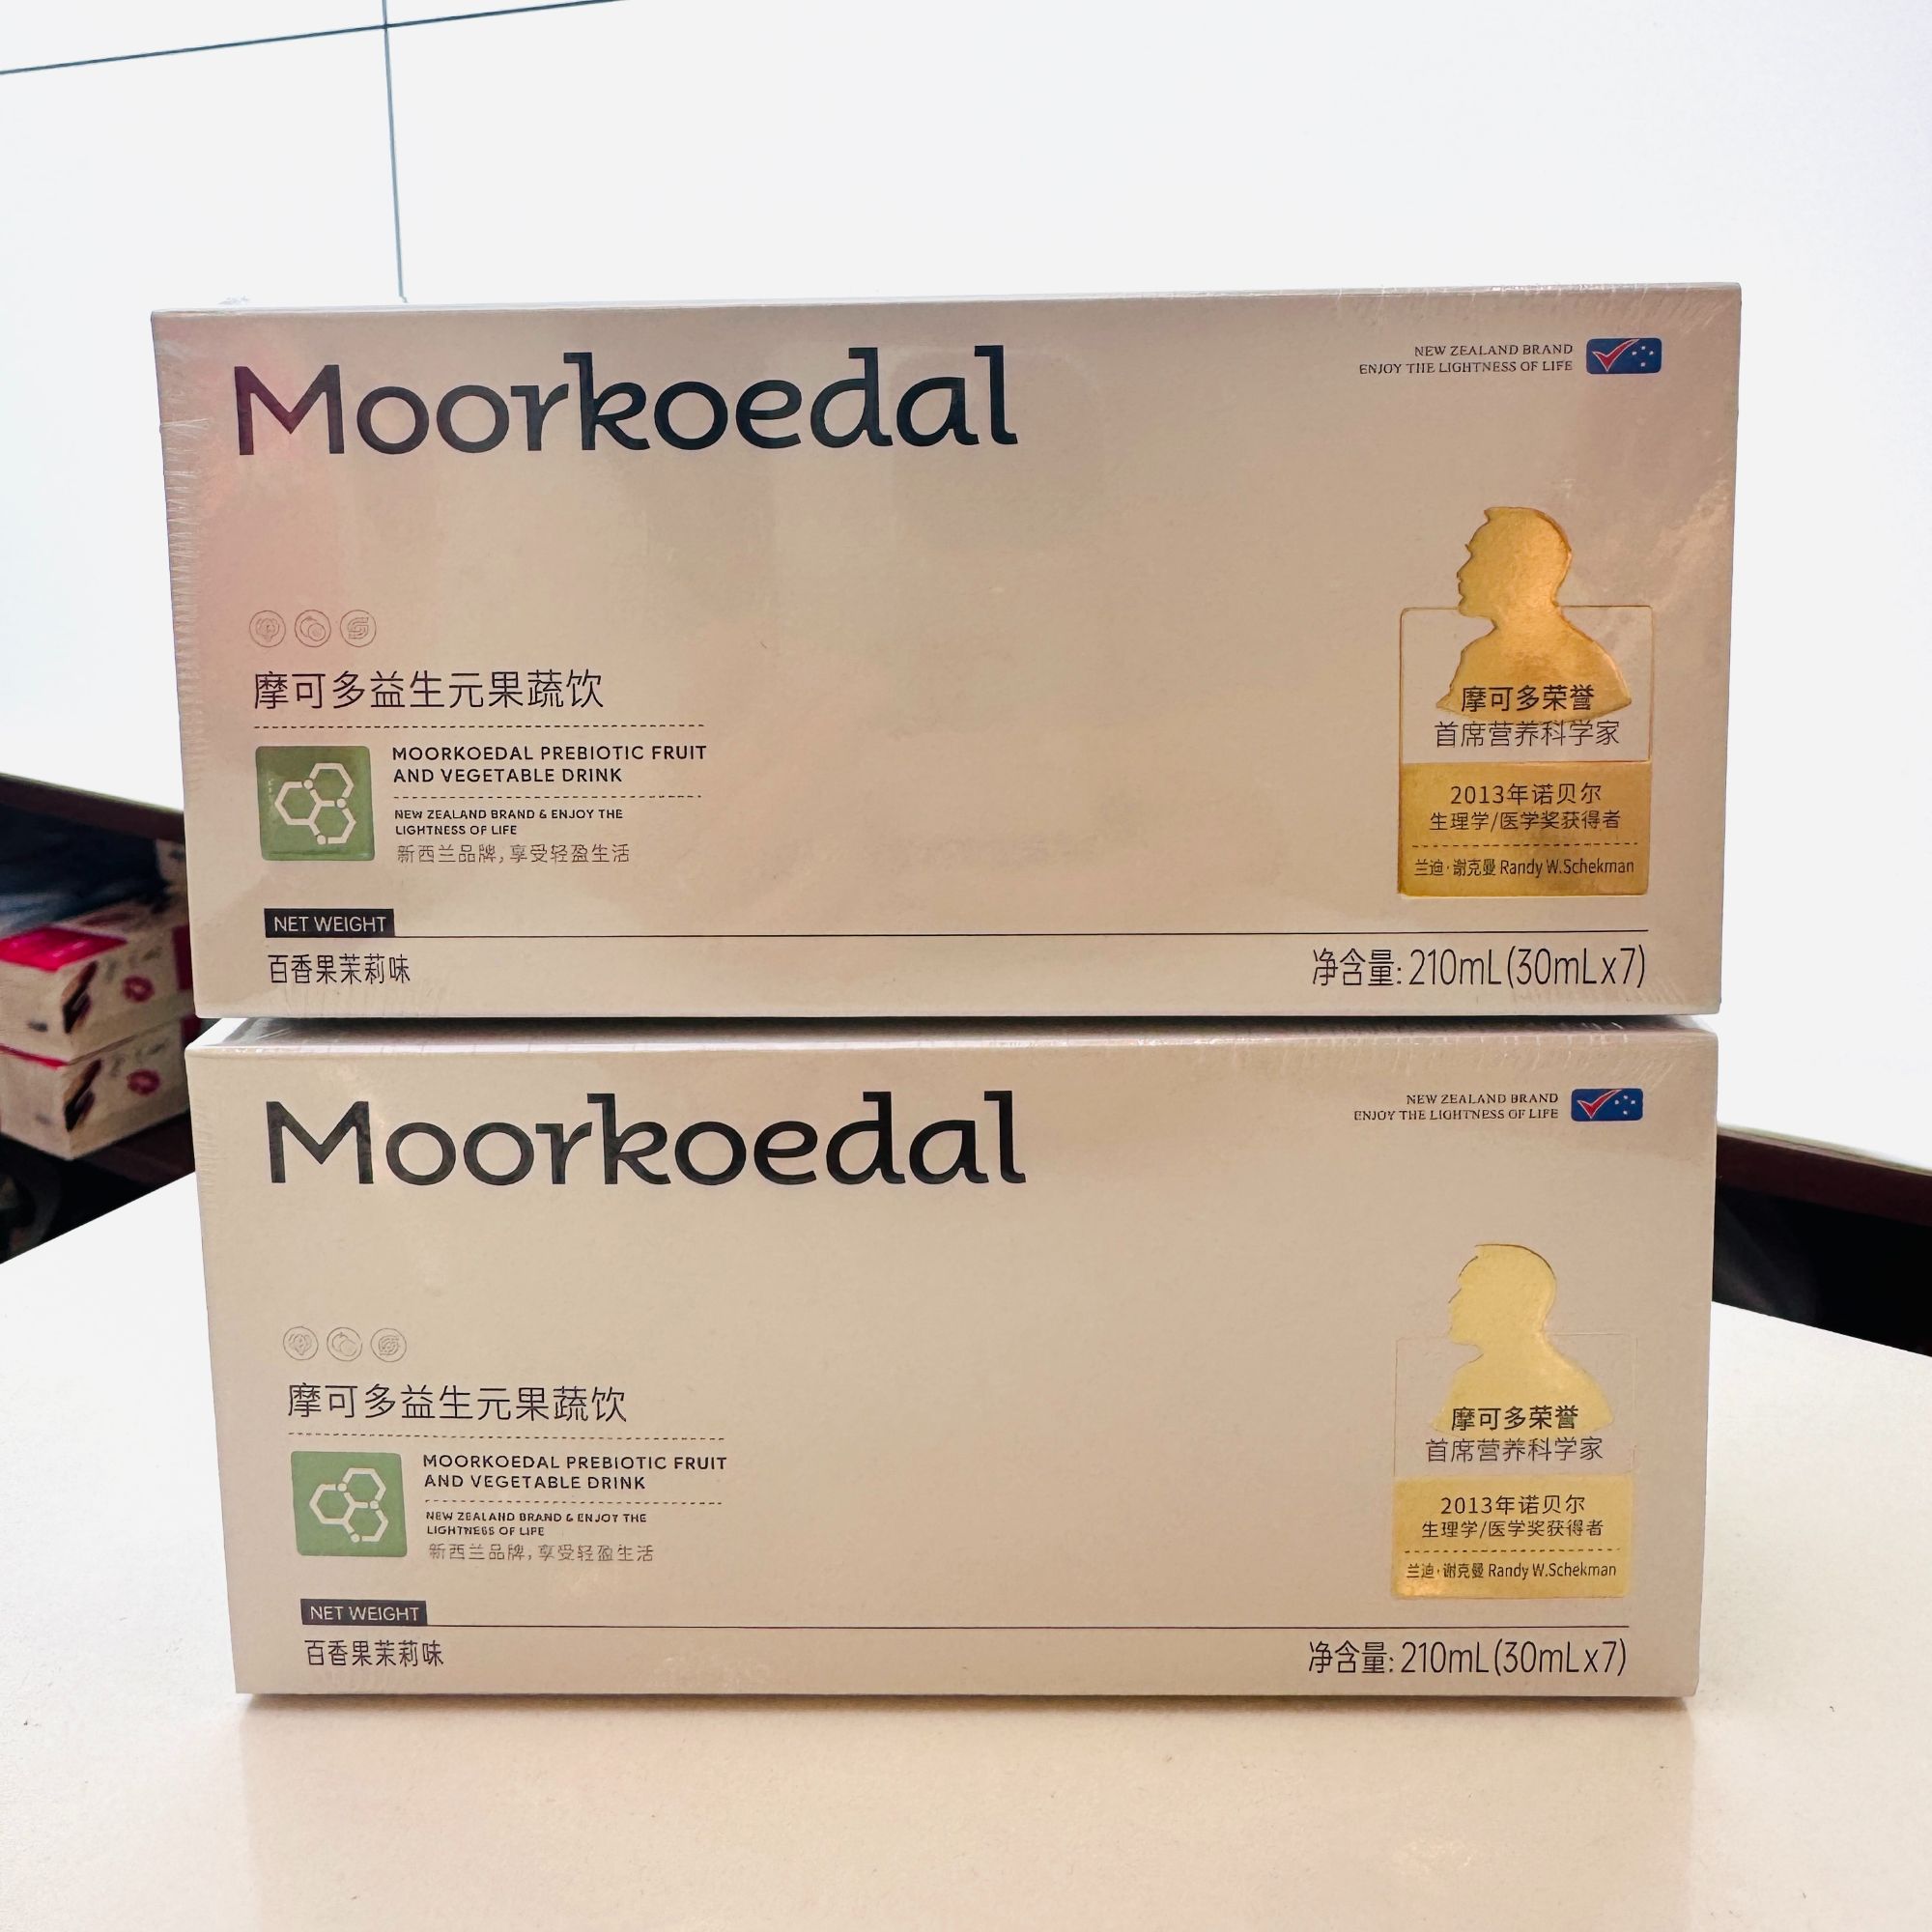 Moorkoedal
NEW ZEALAND BRAND
ENJOY THE LIGHTNESS OF LIFE
摩可多益生元果蔬饮
MOORKOEDAL PREBIOTIC FRUIT
AND VEGETABLE DRINK
NEW ZEALAND BRAND & ENJOY THE
LIGHTNESS OF LIFE
新西兰品牌,享受轻盈生活
摩可多荣誉
首席营养科学家
2013年诺贝尔
生理学/医学奖获得者
兰迪·谢克曼 Randy W.Schekman
NET WEIGHT
百香果茉莉味
净含量: 210mL(30mLx7)
Moorkoedal
NEW ZEALAND BRAND
ENJOY THE LIGHTNESS OF LIFE
摩可多益生元果蔬饮
MOORKOEDAL PREBIOTIC FRUIT
AND VEGETABLE DRINK
NEW ZEALAND BRAND & ENJOY THE
LIGHTNESS OF LIFE
新西兰品牌,享受轻盈生活
摩可多荣誉
首席营养科学家
2013年诺贝尔
生理学/医学奖获得者
兰迪·谢克曼 Randy W.Schekman
NET WEIGHT
百香果茉莉味
净含量: 210mL(30mLx7)